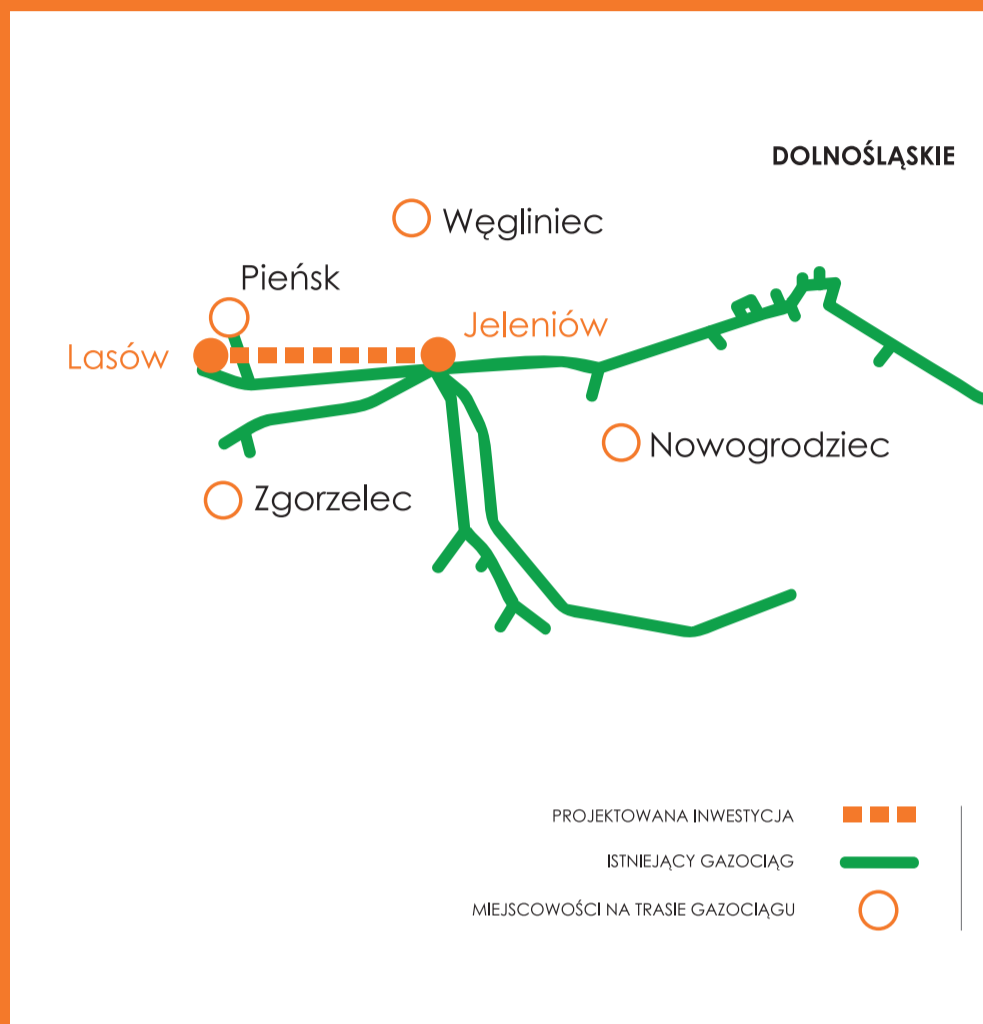 DOLNOŚLĄSKIE
Węgliniec
Pieńsk
Jeleniów
Lasów
Nowogrodziec
Zgorzelec
PROJEKTOWANA INWESTYCJA
ISTNIEJĄCY GAZOCIĄG
MIEJSCOWOŚCI NA TRASIE GAZOCIĄGU